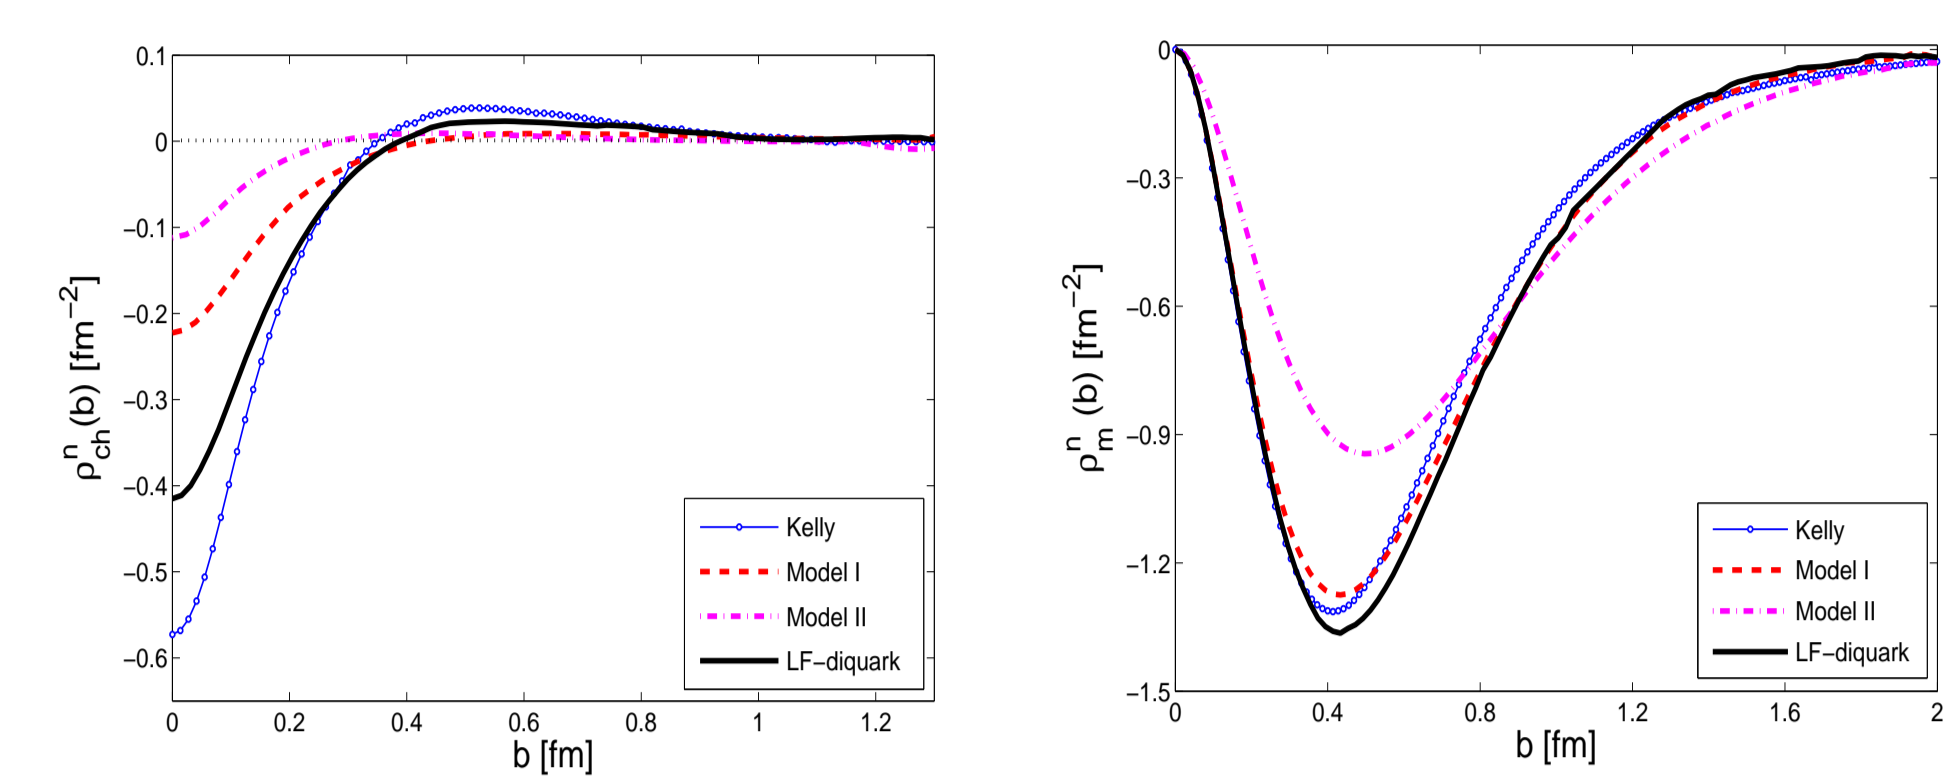 0.1
0
−0.1
−0.2
−0.3
−0.4
−0.5
−0.6
ρⁿ_ch(b) [fm⁻²]
0 0.2 0.4 0.6 0.8 1 1.2
b [fm]
Kelly
Model I
Model II
LF−diquark
0
−0.3
−0.6
−0.9
−1.2
−1.5
ρⁿ_m (b) [fm⁻²]
0 0.4 0.8 1.2 1.6 2
b [fm]
Kelly
Model I
Model II
LF−diquark